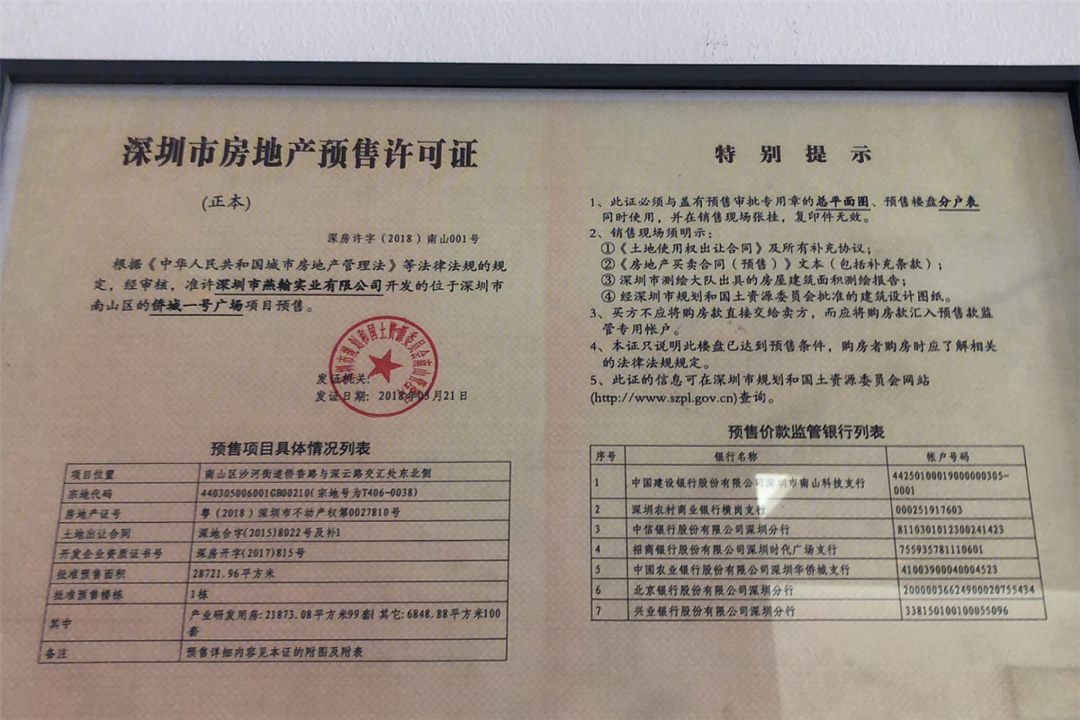 深圳市房地产预售许可证
(正本)
深房许字（2018）南山001号
根据《中华人民共和国城市房地产管理法》等法律法规的规
定，经审核，准许深圳市燕翰实业有限公司开发的位于深圳市
南山区的侨城一号广场项目预售。
发证机关:
发证日期: 2018年03月21日
预售项目具体情况列表
项目位置 南山区沙河街道侨香路与深云路交汇处东北侧
宗地代码 440305006001GB00210(宗地号为T406-0038)
房地产证号 粤（2018）深圳市不动产权第0027810号
土地出让合同 深地合字(2015)8022号及补1
开发企业资质证书号 深房开字(2017)815号
批准预售面积 28721.96平方米
批准预售楼栋 1栋
其中 产业研发用房:21873.08平方米99套| 其它:6848.88平方米100
套
备注 预售详细内容见本证的附图及附表
特别提示
1、此证必须与盖有预售审批专用章的总平面图、预售楼盘分户表
同时使用，并在销售现场张挂，复印件无效。
2、销售现场须明示：
①《土地使用权出让合同》及所有补充协议；
②《房地产买卖合同（预售）》文本（包括补充条款）；
③深圳市测绘大队出具的房屋建筑面积测绘报告；
④经深圳市规划和国土资源委员会批准的建筑设计图纸。
3、买方不应将购房款直接交给卖方，而应将购房款汇入预售款监
管专用帐户。
4、本证只说明此楼盘已达到预售条件，购房者购房时应了解相关
的法律法规规定。
5、此证的信息可在深圳市规划和国土资源委员会网站
(http://www.szpl.gov.cn)查询。
预售价款监管银行列表
序号 银行名称 帐户号码
1 中国建设银行股份有限公司深圳市南山科技支行 44250100019000000305-
0001
2 深圳农村商业银行横岗支行 000251917603
3 中信银行股份有限公司深圳分行 8110301012300241423
4 招商银行股份有限公司深圳时代广场支行 755935781110601
5 中国农业银行股份有限公司深圳华侨城支行 41003900040004523
6 北京银行股份有限公司深圳分行 20000036624900020755434
7 兴业银行股份有限公司深圳分行 338150100100055096